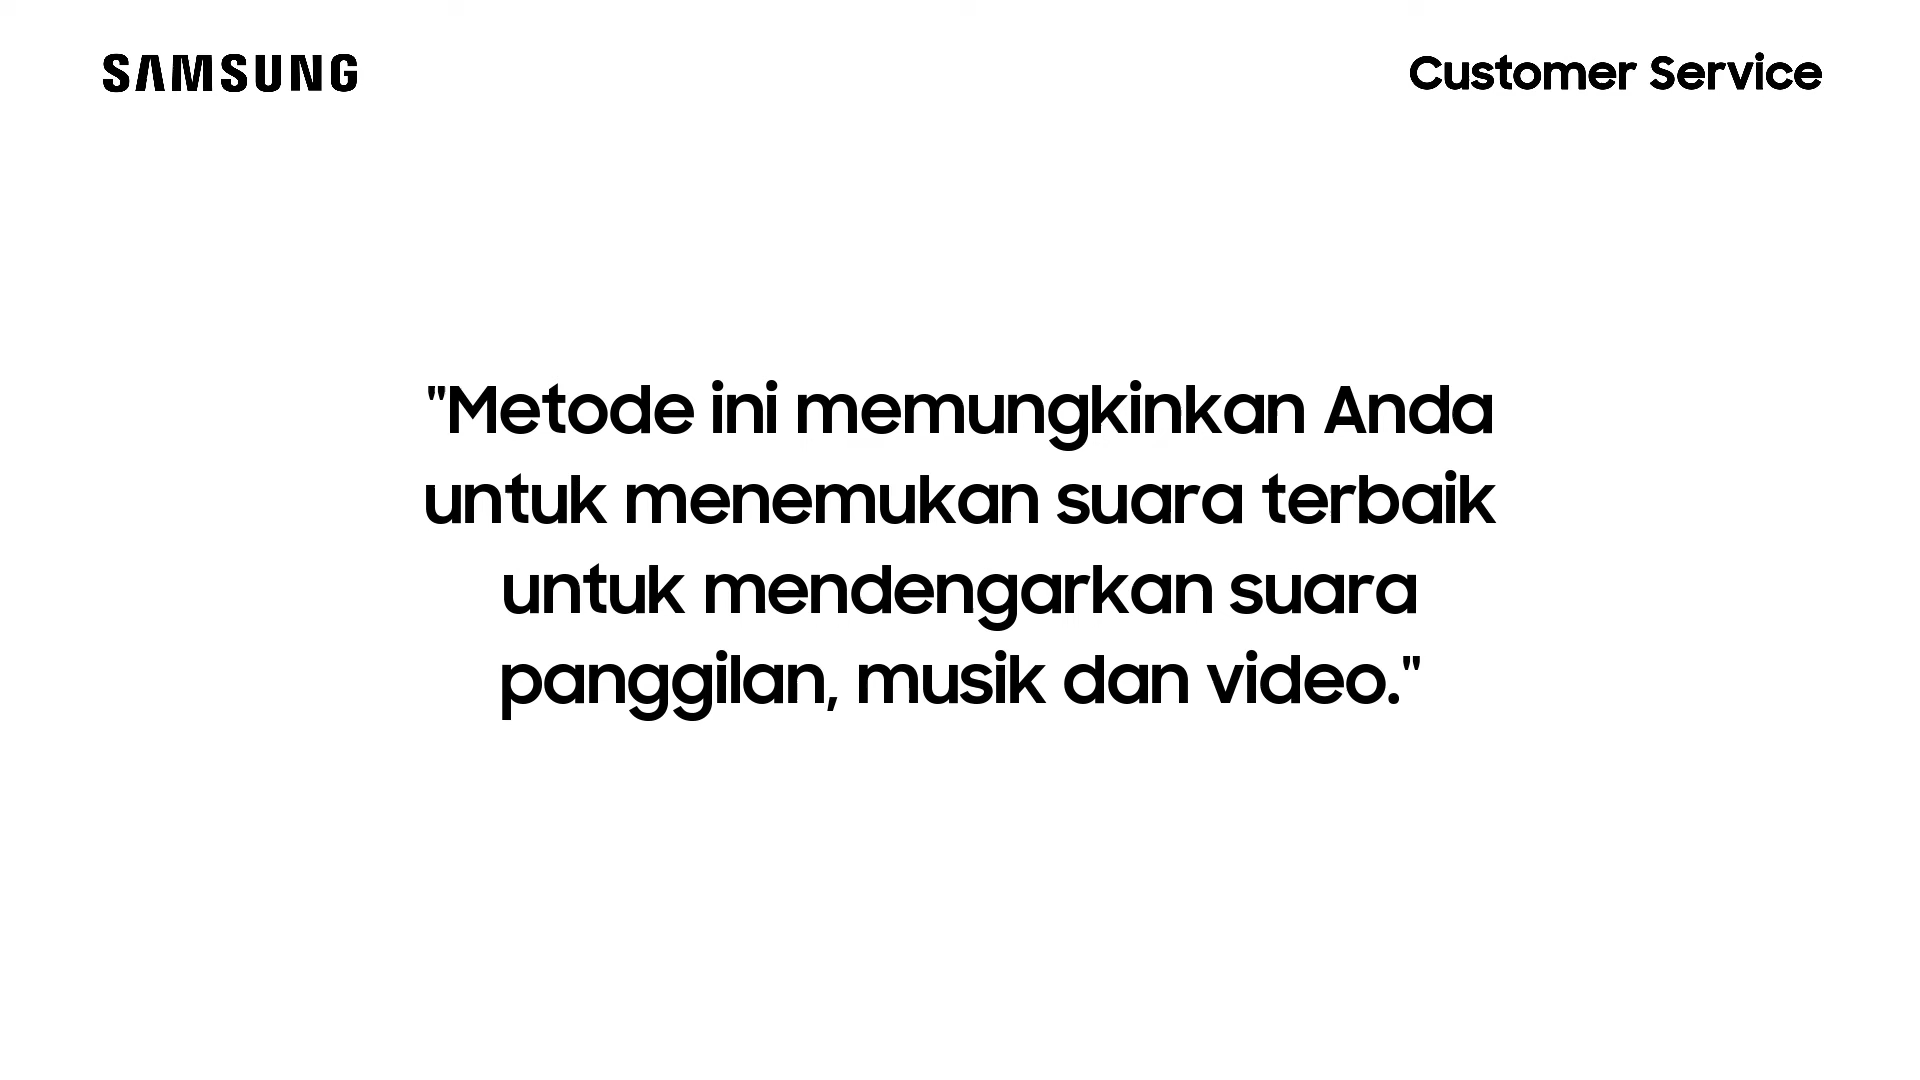 SAMSUNG
Customer Service
"Metode ini memungkinkan Anda
untuk menemukan suara terbaik
untuk mendengarkan suara
panggilan, musik dan video."